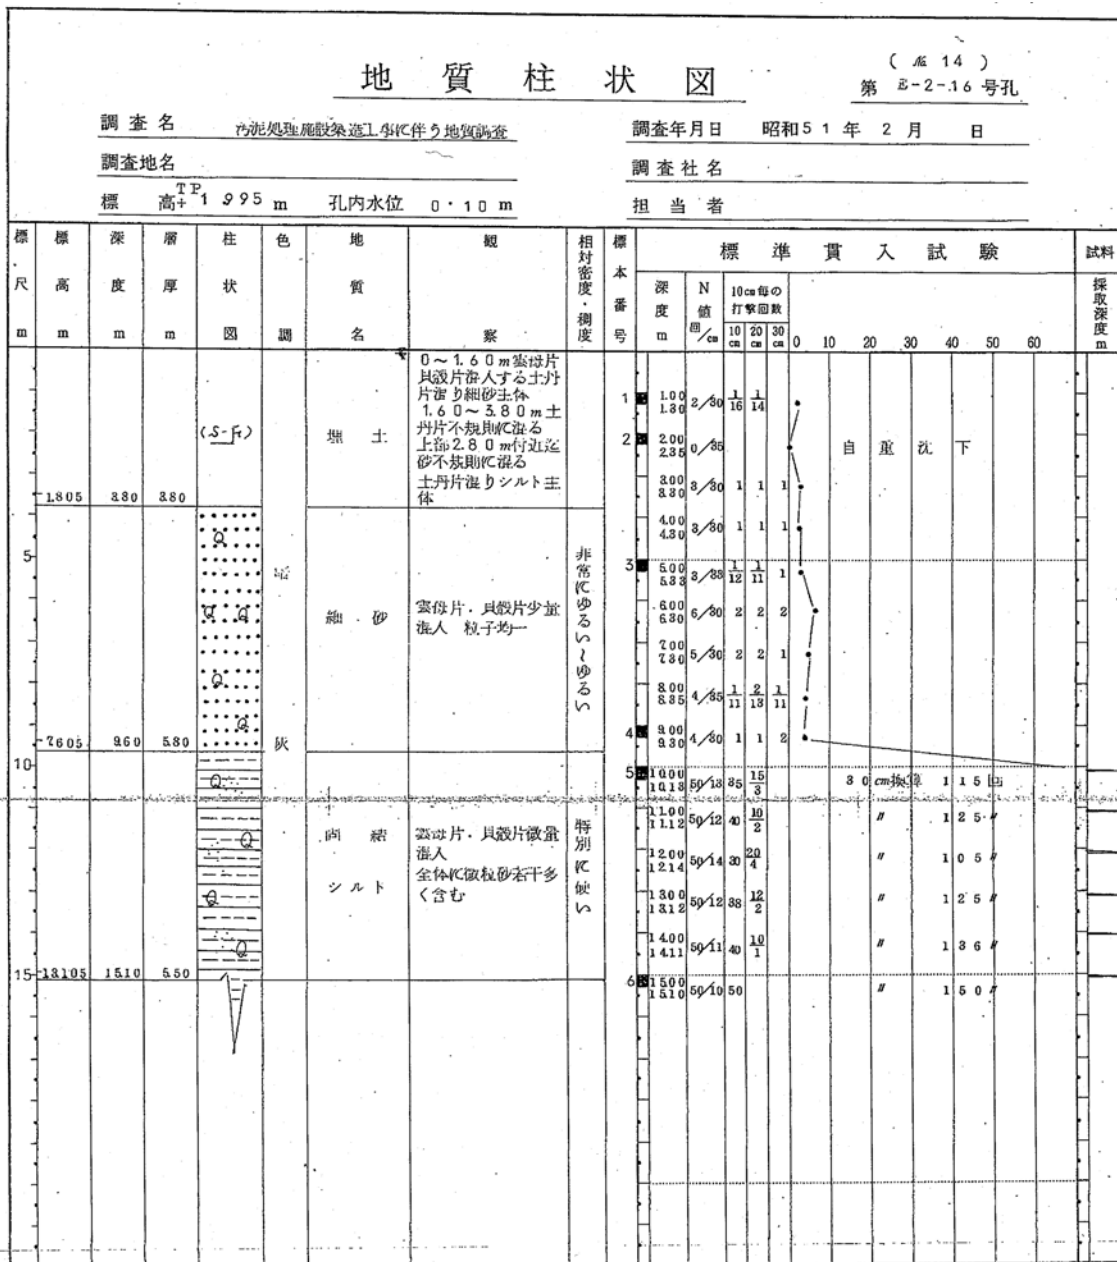 地質柱状図
(№ 14)
第 E-2-16 号孔
調査名 汚泥処理施設築造工事に伴う地質調査
調査年月日 昭和51年 2月 日
調査地名
調査社名
標高 TP+1.995 m 孔内水位 0.10 m
担当者
標尺 m
標高 m
深度 m
層厚 m
柱状図
色調
地質名
観察
相対密度・稠度
標本番号
標準貫入試験
深度 m
N値 回/cm
10cm毎の打撃回数
10cm 20cm 30cm
0 10 20 30 40 50 60
試料
採取深度 m
-1.805 3.80 3.80
(S-F)
埋土
0~1.60m雲母片
貝殻片混入する土丹
片混り細砂主体
1.60~3.80m土
丹片不規則に混る
上部2.80m付近迄
砂不規則に混る
土丹片混りシルト主
体
5
-7.605 9.60 5.80
暗灰
細砂
雲母片.貝殻片少量
混入 粒子均一
非常にゆるい~ゆるい
10
15
-13.105 15.10 5.50
固結
シルト
雲母片.貝殻片微量
混入
全体に微粒砂若干多
く含む
特別に硬い
1 1.00 1.30 2/30 1/16 1/14
2 2.00 2.35 0/35 自重沈下
3.00 3.30 3/30 1 1 1
4.00 4.30 3/30 1 1 1
3 5.00 5.33 3/33 1/12 1/11 1
6.00 6.30 6/30 2 2 2
7.00 7.30 5/30 2 2 1
8.00 8.35 4/35 1/11 2/13 1/11
4 9.00 9.30 4/30 1 1 2
5 10.00 10.13 50/13 35 15/3 30cm換算 115回
11.00 11.12 50/12 40 10/2 〃 125〃
12.00 12.14 50/14 30 20/4 〃 105〃
13.00 13.12 50/12 38 12/2 〃 125〃
14.00 14.11 50/11 40 10/1 〃 136〃
6 15.00 15.10 50/10 50 〃 150〃